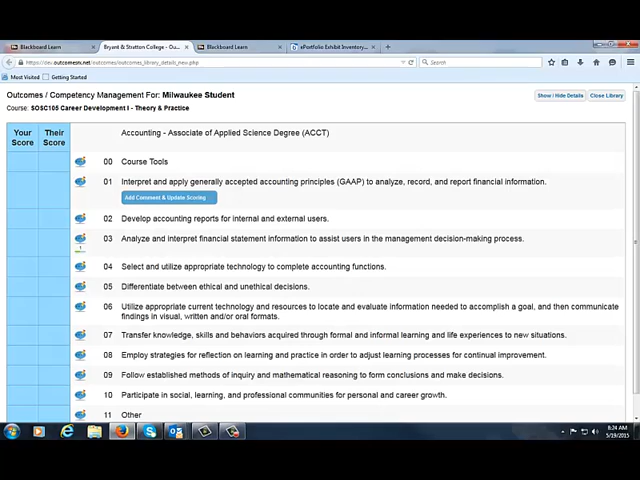 Blackboard Learn
Bryant & Stratton College - Ou...
Blackboard Learn
ePortfolio Exhibit Inventory...
https://dev.outcomesnx.net/outcomes/outcomes_library_details_new.php
Search
Most Visited
Getting Started
Outcomes / Competency Management For: Milwaukee Student
Show / Hide Details
Close Library
Course: SOSC105 Career Development I - Theory & Practice
Your Score
Their Score
Accounting - Associate of Applied Science Degree (ACCT)
00 Course Tools
01 Interpret and apply generally accepted accounting principles (GAAP) to analyze, record, and report financial information.
Add Comment & Update Scoring
02 Develop accounting reports for internal and external users.
03 Analyze and interpret financial statement information to assist users in the management decision-making process.
1
04 Select and utilize appropriate technology to complete accounting functions.
05 Differentiate between ethical and unethical decisions.
06 Utilize appropriate current technology and resources to locate and evaluate information needed to accomplish a goal, and then communicate
findings in visual, written and/or oral formats.
07 Transfer knowledge, skills and behaviors acquired through formal and informal learning and life experiences to new situations.
08 Employ strategies for reflection on learning and practice in order to adjust learning processes for continual improvement.
09 Follow established methods of inquiry and mathematical reasoning to form conclusions and make decisions.
10 Participate in social, learning, and professional communities for personal and career growth.
11 Other
8:24 AM
5/19/2015